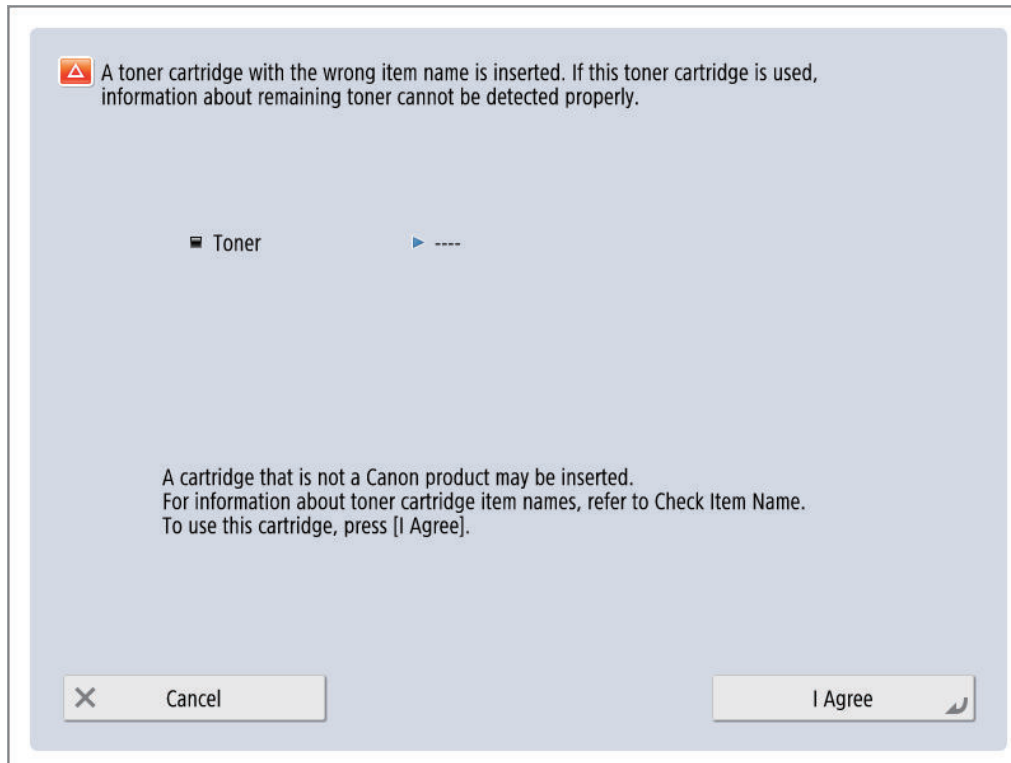 A toner cartridge with the wrong item name is inserted. If this toner cartridge is used,
information about remaining toner cannot be detected properly.
Toner ----
A cartridge that is not a Canon product may be inserted.
For information about toner cartridge item names, refer to Check Item Name.
To use this cartridge, press [I Agree].
Cancel
I Agree